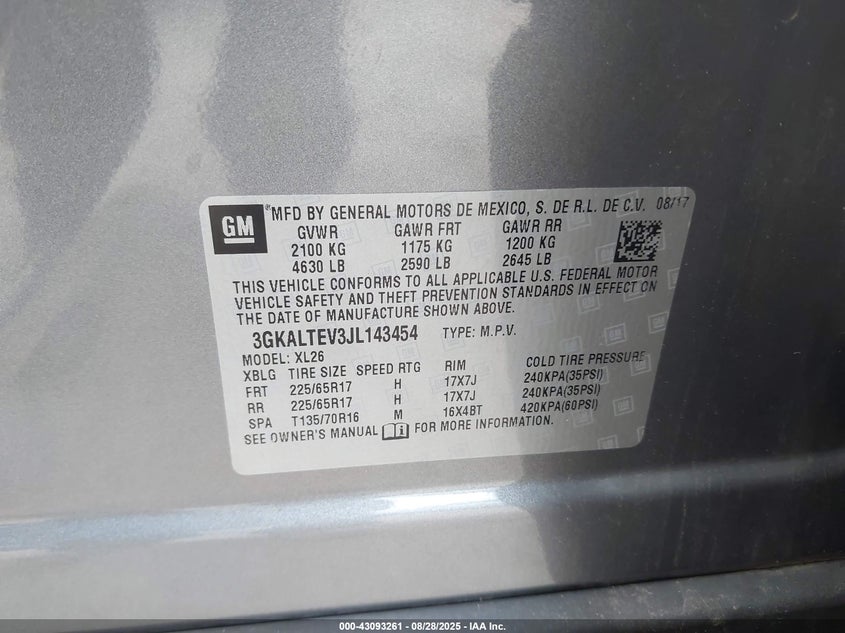 GM
® MFD BY GENERAL MOTORS DE MEXICO, S. DE R.L. DE C.V. 08/17
GVWR GAWR FRT GAWR RR
2100 KG 1175 KG 1200 KG
4630 LB 2590 LB 2645 LB
THIS VEHICLE CONFORMS TO ALL APPLICABLE U.S. FEDERAL MOTOR
VEHICLE SAFETY AND THEFT PREVENTION STANDARDS IN EFFECT ON
THE DATE OF MANUFACTURE SHOWN ABOVE.
3GKALTEV3JL143454 TYPE: M.P.V.
MODEL: XL26
XBLG TIRE SIZE SPEED RTG RIM COLD TIRE PRESSURE
FRT 225/65R17 H 17X7J 240KPA(35PSI)
RR 225/65R17 H 17X7J 240KPA(35PSI)
SPA T135/70R16 M 16X4BT 420KPA(60PSI)
SEE OWNER'S MANUAL FOR MORE INFORMATION.
000-43093261 - 08/28/2025 - IAA Inc.